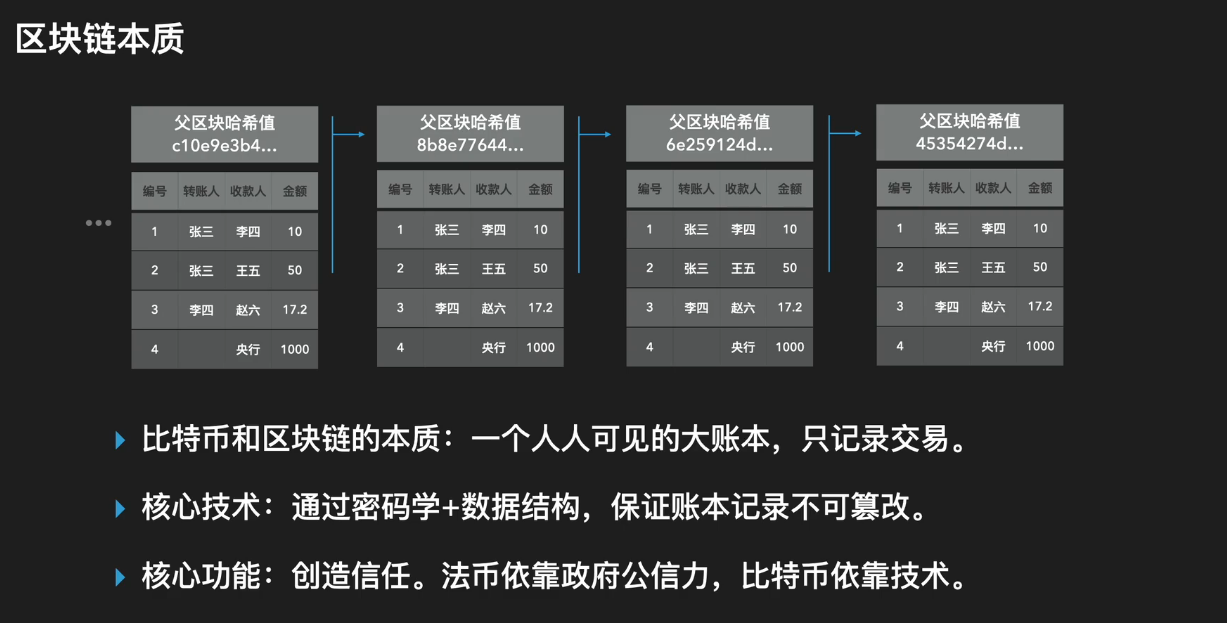 区块链本质
父区块哈希值
c10e9e3b4...
编号 转账人 收款人 金额
1 张三 李四 10
2 张三 王五 50
3 李四 赵六 17.2
4 央行 1000
父区块哈希值
8b8e77644...
编号 转账人 收款人 金额
1 张三 李四 10
2 张三 王五 50
3 李四 赵六 17.2
4 央行 1000
父区块哈希值
6e259124d...
编号 转账人 收款人 金额
1 张三 李四 10
2 张三 王五 50
3 李四 赵六 17.2
4 央行 1000
父区块哈希值
45354274d...
编号 转账人 收款人 金额
1 张三 李四 10
2 张三 王五 50
3 李四 赵六 17.2
4 央行 1000
比特币和区块链的本质：一个人人可见的大账本，只记录交易。
核心技术：通过密码学+数据结构，保证账本记录不可篡改。
核心功能：创造信任。法币依靠政府公信力，比特币依靠技术。